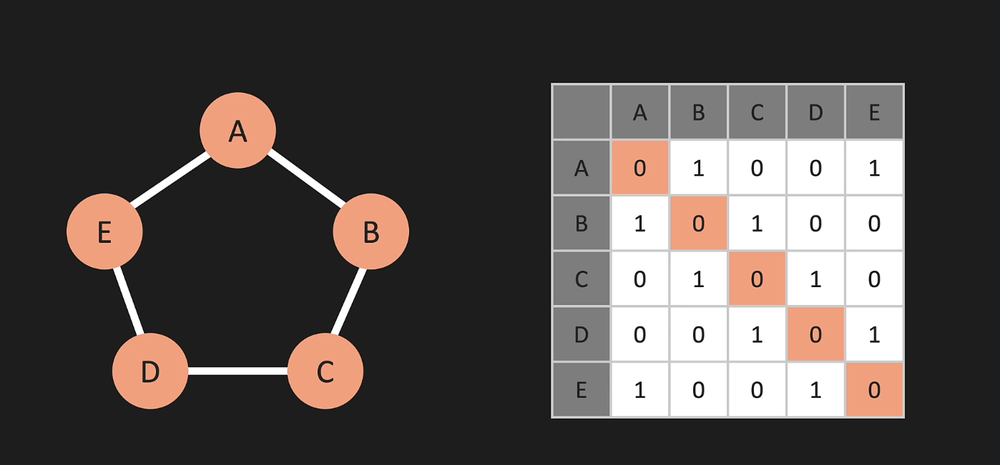 A
E
B
D
C
A B C D E
A 0 1 0 0 1
B 1 0 1 0 0
C 0 1 0 1 0
D 0 0 1 0 1
E 1 0 0 1 0